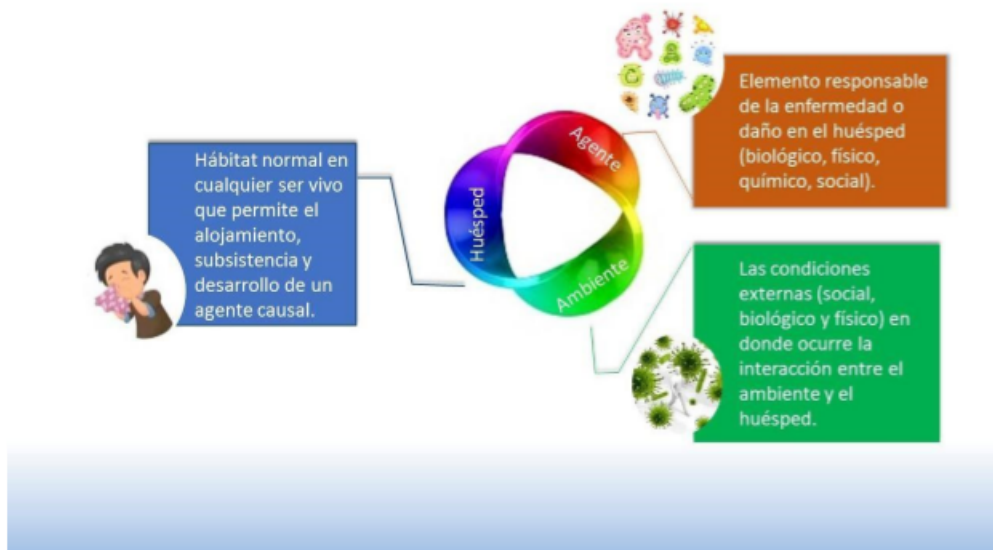 Agente
Huésped
Ambiente
Elemento responsable
de la enfermedad o
daño en el huésped
(biológico, físico,
químico, social).
Hábitat normal en
cualquier ser vivo
que permite el
alojamiento,
subsistencia y
desarrollo de un
agente causal.
Las condiciones
externas (social,
biológico y físico) en
donde ocurre la
interacción entre el
ambiente y el
huésped.